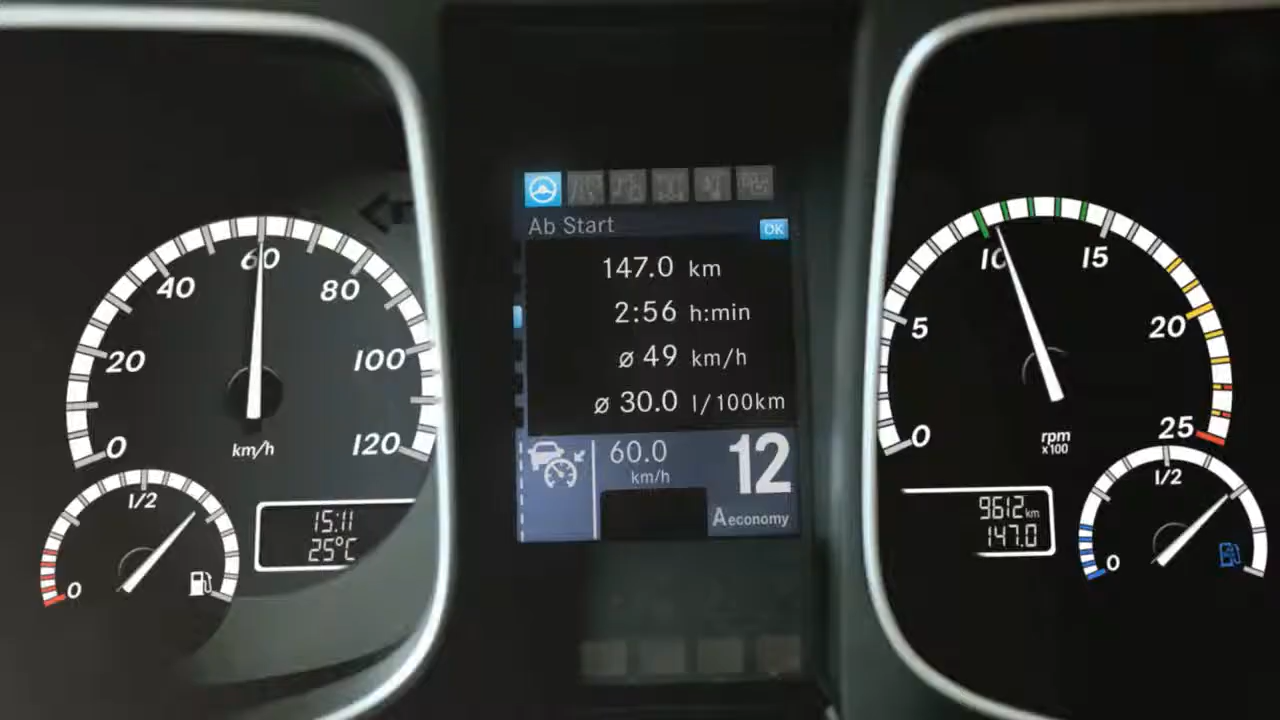 0
20
40
60
80
100
120
km/h
0
1/2
15:11
25°C
Ab Start
OK
147.0 km
2:56 h:min
ø 49 km/h
ø 30.0 l/100km
60.0
km/h
12
A economy
0
5
10
15
20
25
rpm
x100
9612 km
147.0
0
1/2